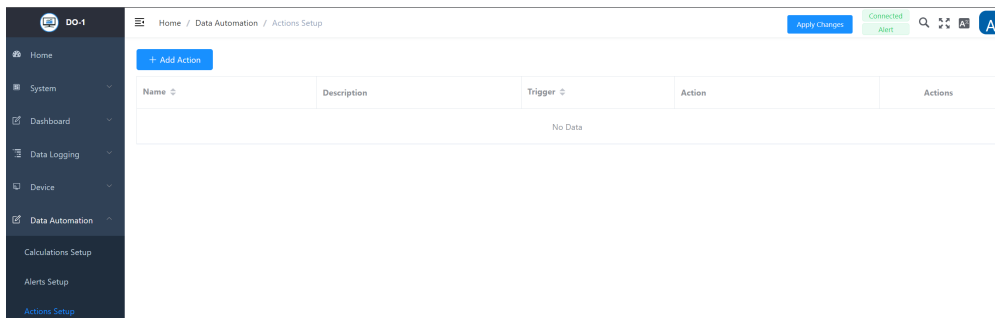 DO-1
Home / Data Automation / Actions Setup
Apply Changes
Connected
Alert
Home
System
Dashboard
Data Logging
Device
Data Automation
Calculations Setup
Alerts Setup
Actions Setup
+ Add Action
Name Description Trigger Action Actions
No Data
A